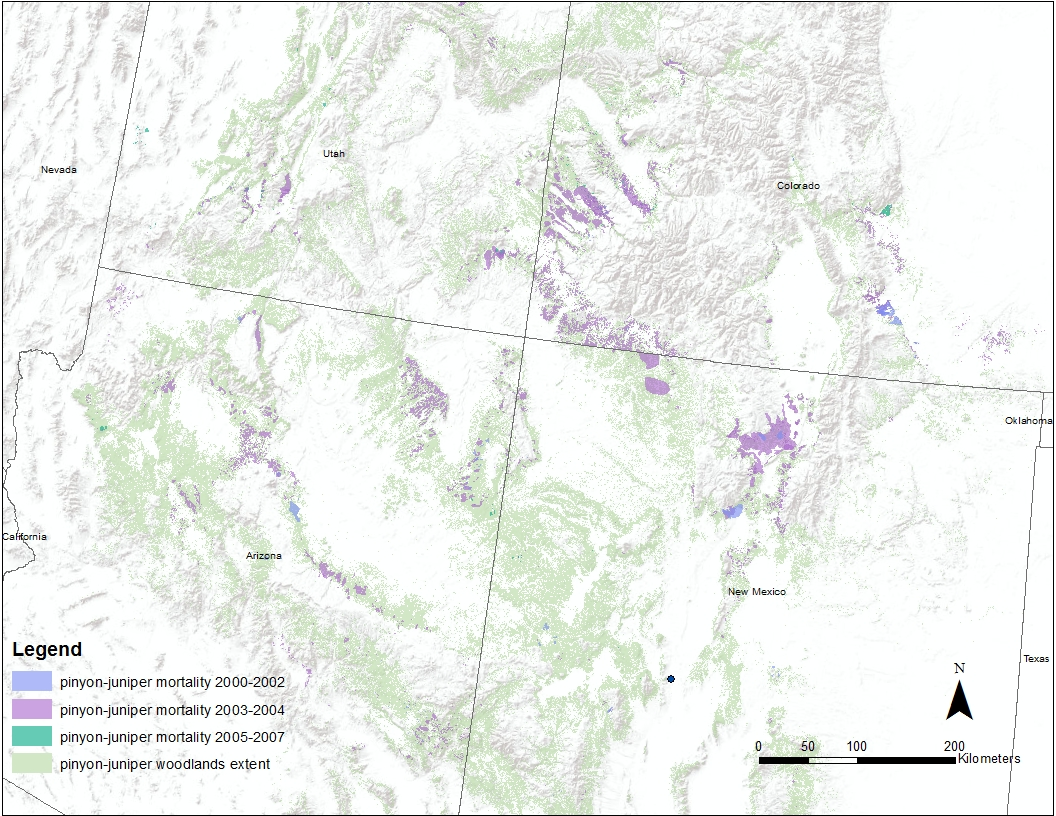 Utah
Nevada
Colorado
Oklahoma
California
Arizona
New Mexico
Texas
Legend
pinyon-juniper mortality 2000-2002
pinyon-juniper mortality 2003-2004
pinyon-juniper mortality 2005-2007
pinyon-juniper woodlands extent
N
0 50 100 200
Kilometers